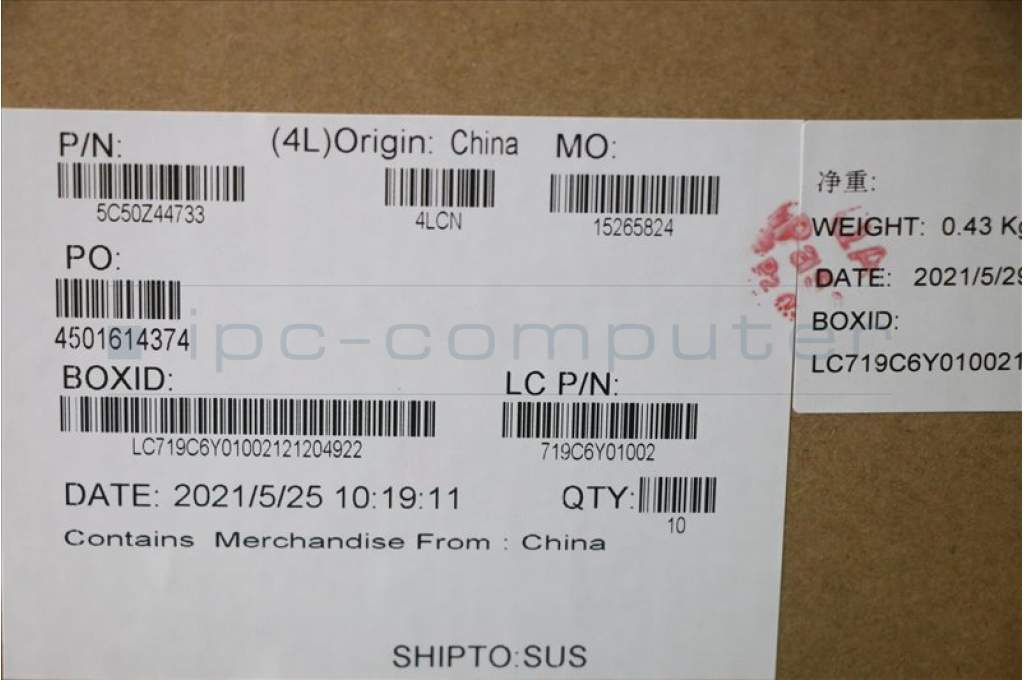 P/N: (4L)Origin: China MO:
5C50Z44733 4LCN 15265824
PO:
4501614374
BOXID: LC P/N:
LC719C6Y01002121204922 719C6Y01002
DATE: 2021/5/25 10:19:11 QTY:
10
Contains Merchandise From : China
SHIPTO:SUS
净重:
WEIGHT: 0.43 Kg
DATE: 2021/5/29
BOXID:
LC719C6Y010021
ipc-computer